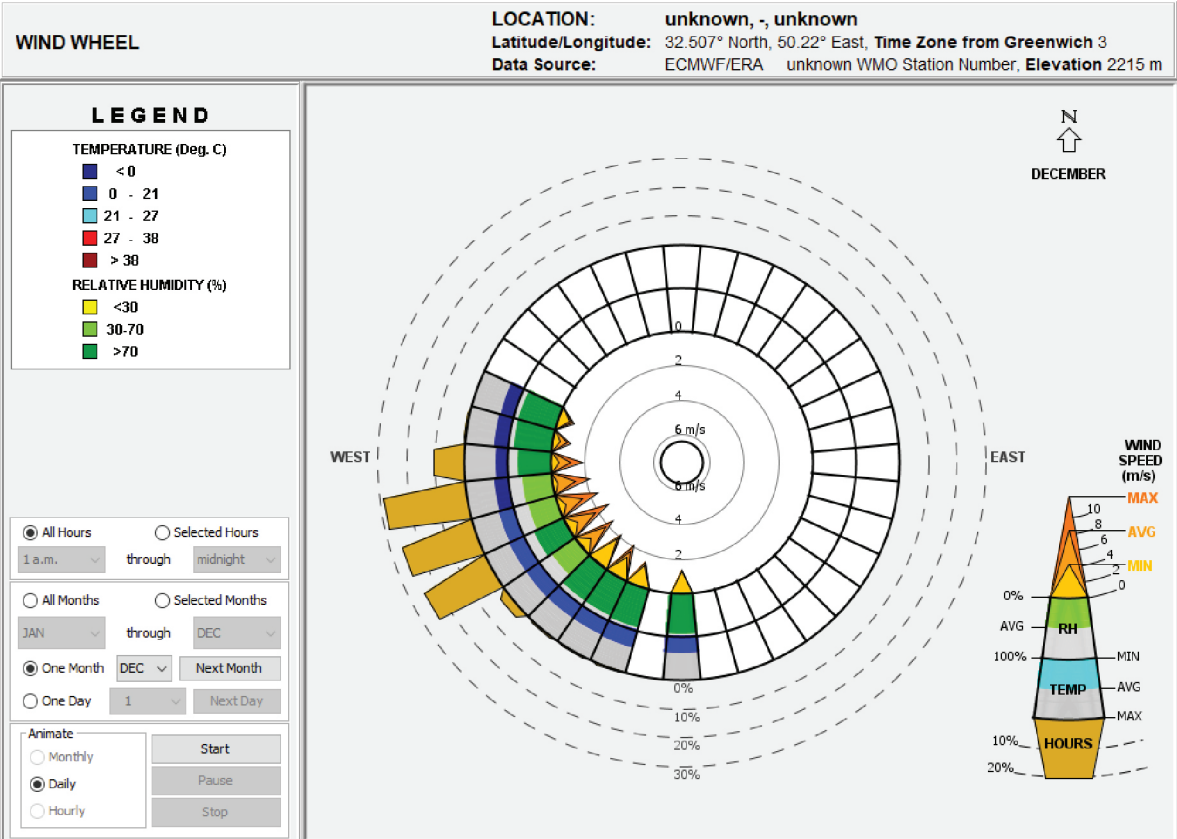 WIND WHEEL
LOCATION: unknown, -, unknown
Latitude/Longitude: 32.507° North, 50.22° East, Time Zone from Greenwich 3
Data Source: ECMWF/ERA unknown WMO Station Number, Elevation 2215 m
LEGEND
TEMPERATURE (Deg. C)
< 0
0 - 21
21 - 27
27 - 38
> 38
RELATIVE HUMIDITY (%)
<30
30-70
>70
All Hours Selected Hours
1 a.m. through midnight
All Months Selected Months
JAN through DEC
One Month DEC Next Month
One Day 1 Next Day
Animate
Monthly
Daily
Hourly
Start
Pause
Stop
N
DECEMBER
WEST
EAST
0
2
4
6 m/s
6 m/s
4
2
0%
10%
20%
30%
WIND
SPEED
(m/s)
MAX
10
8
AVG
6
4
MIN
2
0
0%
AVG
RH
100%
MIN
TEMP
AVG
MAX
10%
HOURS
20%